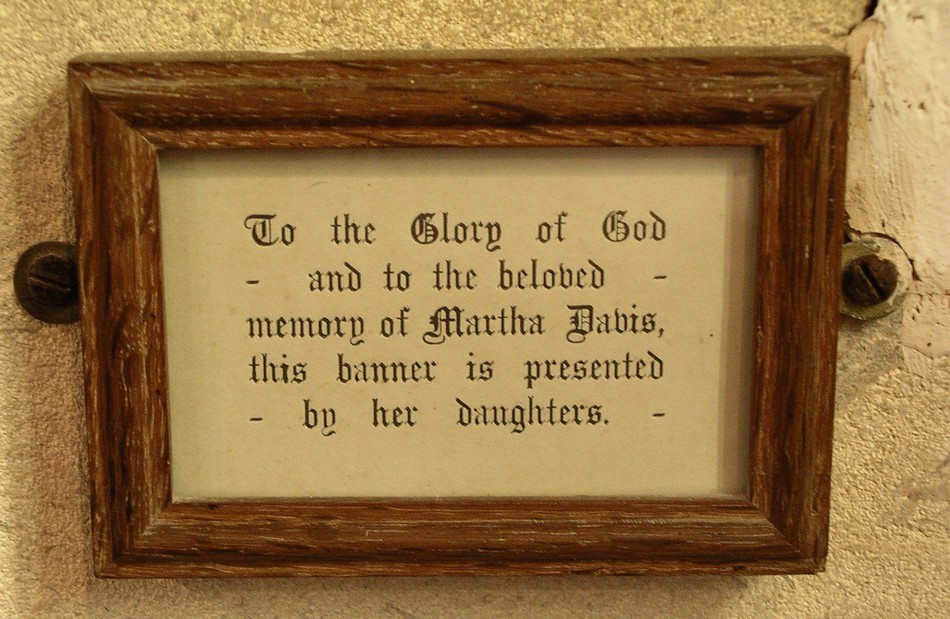 To the Glory of God
- and to the beloved -
memory of Martha Davis,
this banner is presented
- by her daughters. -